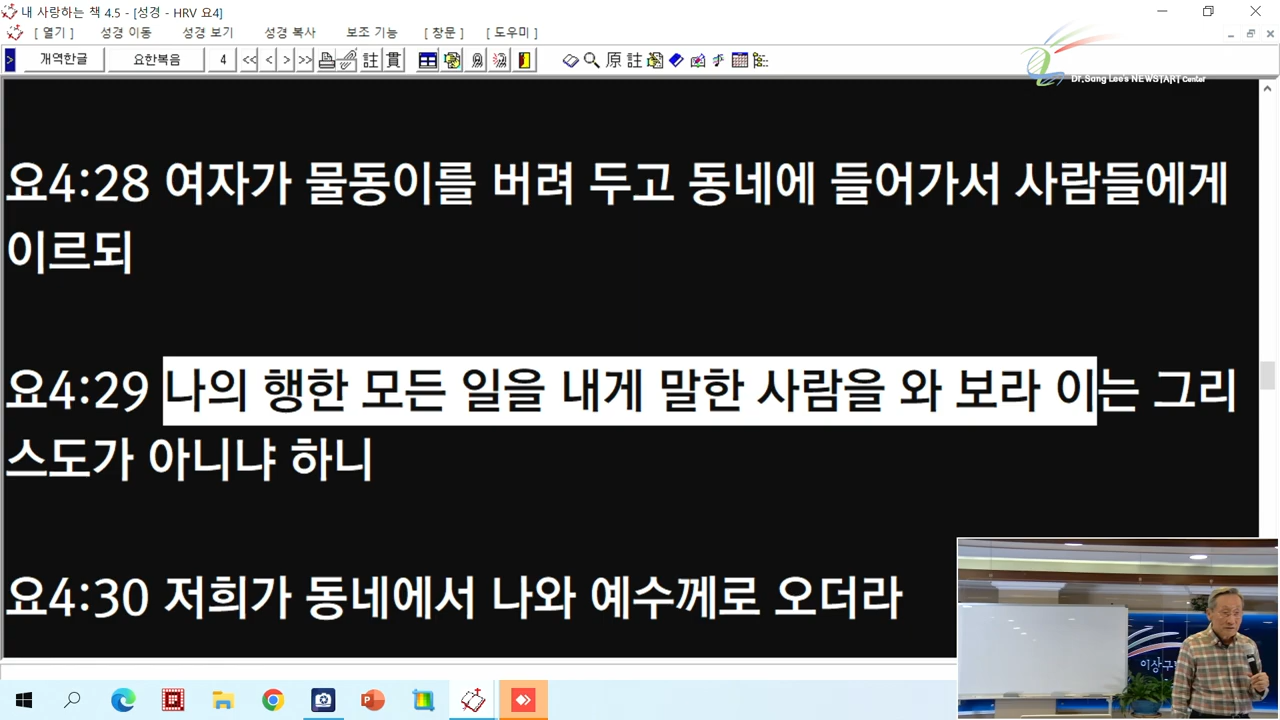 내 사랑하는 책 4.5 - [성경 - HRV 요4]
[ 열기 ] 성경 이동 성경 보기 성경 복사 보조 기능 [ 창문 ] [ 도우미 ]
> 개역한글 요한복음 4 << < > >> 註 貫 原 註
Dr.Sang Lee's NEWSTART Center
요4:28 여자가 물동이를 버려 두고 동네에 들어가서 사람들에게
이르되
요4:29 나의 행한 모든 일을 내게 말한 사람을 와 보라 이는 그리
스도가 아니냐 하니
요4:30 저희가 동네에서 나와 예수께로 오더라
이상구